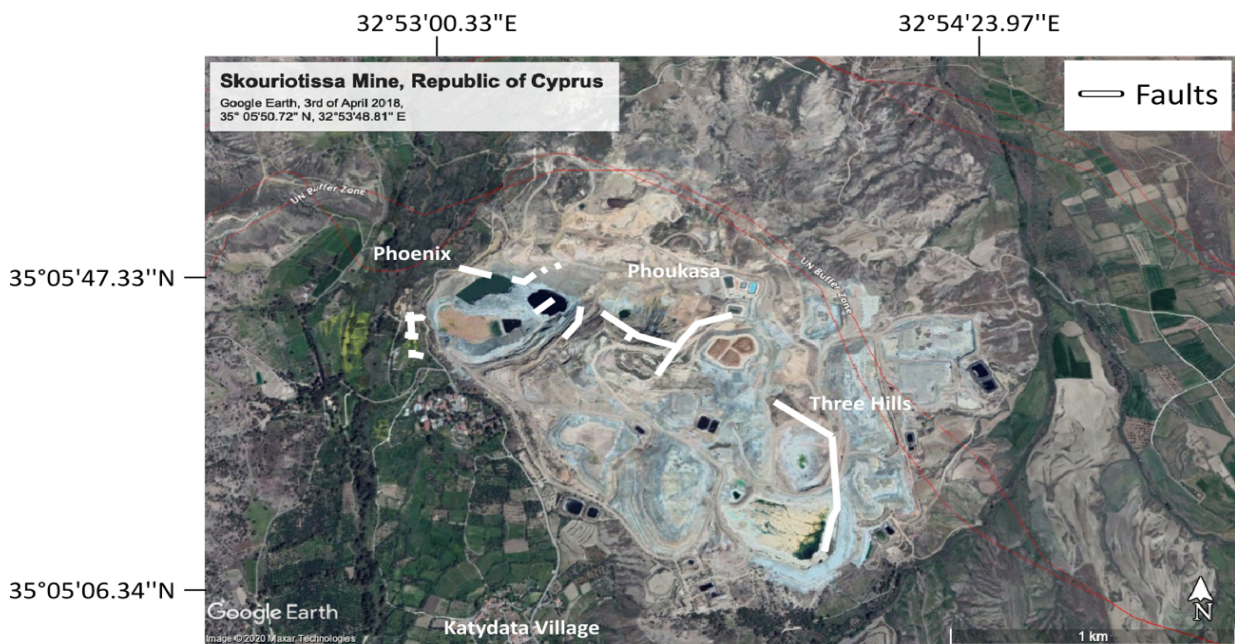 32°53'00.33''E
32°54'23.97''E
Skouriotissa Mine, Republic of Cyprus
Google Earth, 3rd of April 2018,
35° 05'50.72" N, 32°53'48.81" E
Faults
UN Buffer Zone
Phoenix
35°05'47.33''N
Phoukasa
UN Buffer Zone
Three Hills
35°05'06.34''N
Google Earth
Katydata Village
N
Image © 2020 Maxar Technologies
1 km